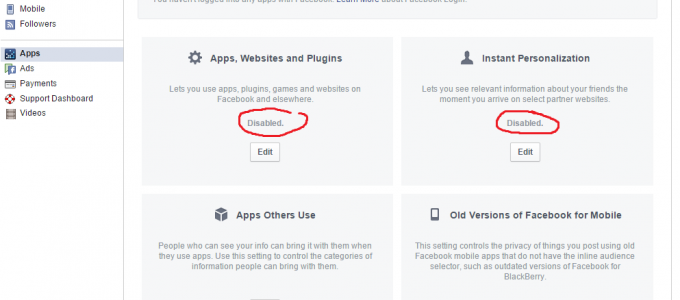 You haven't logged into any apps with Facebook. Learn More about Facebook Login.
Mobile
Followers
Apps
Ads
Payments
Support Dashboard
Videos
Apps, Websites and Plugins
Lets you use apps, plugins, games and websites on
Facebook and elsewhere.
Disabled.
Edit
Instant Personalization
Lets you see relevant information about your friends the
moment you arrive on select partner websites.
Disabled.
Edit
Apps Others Use
People who can see your info can bring it with them when
they use apps. Use this setting to control the categories of
information people can bring with them.
Old Versions of Facebook for Mobile
This setting controls the privacy of things you post using old
Facebook mobile apps that do not have the inline audience
selector, such as outdated versions of Facebook for
BlackBerry.